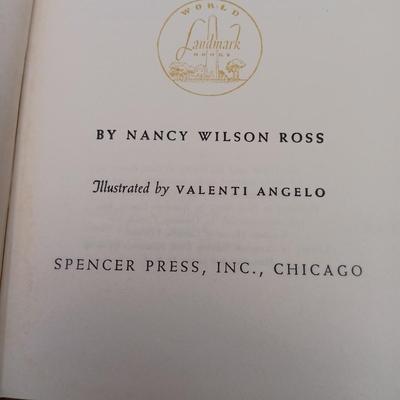 WORLD
Landmark
BOOKS
BY NANCY WILSON ROSS
Illustrated by VALENTI ANGELO
SPENCER PRESS, INC., CHICAGO